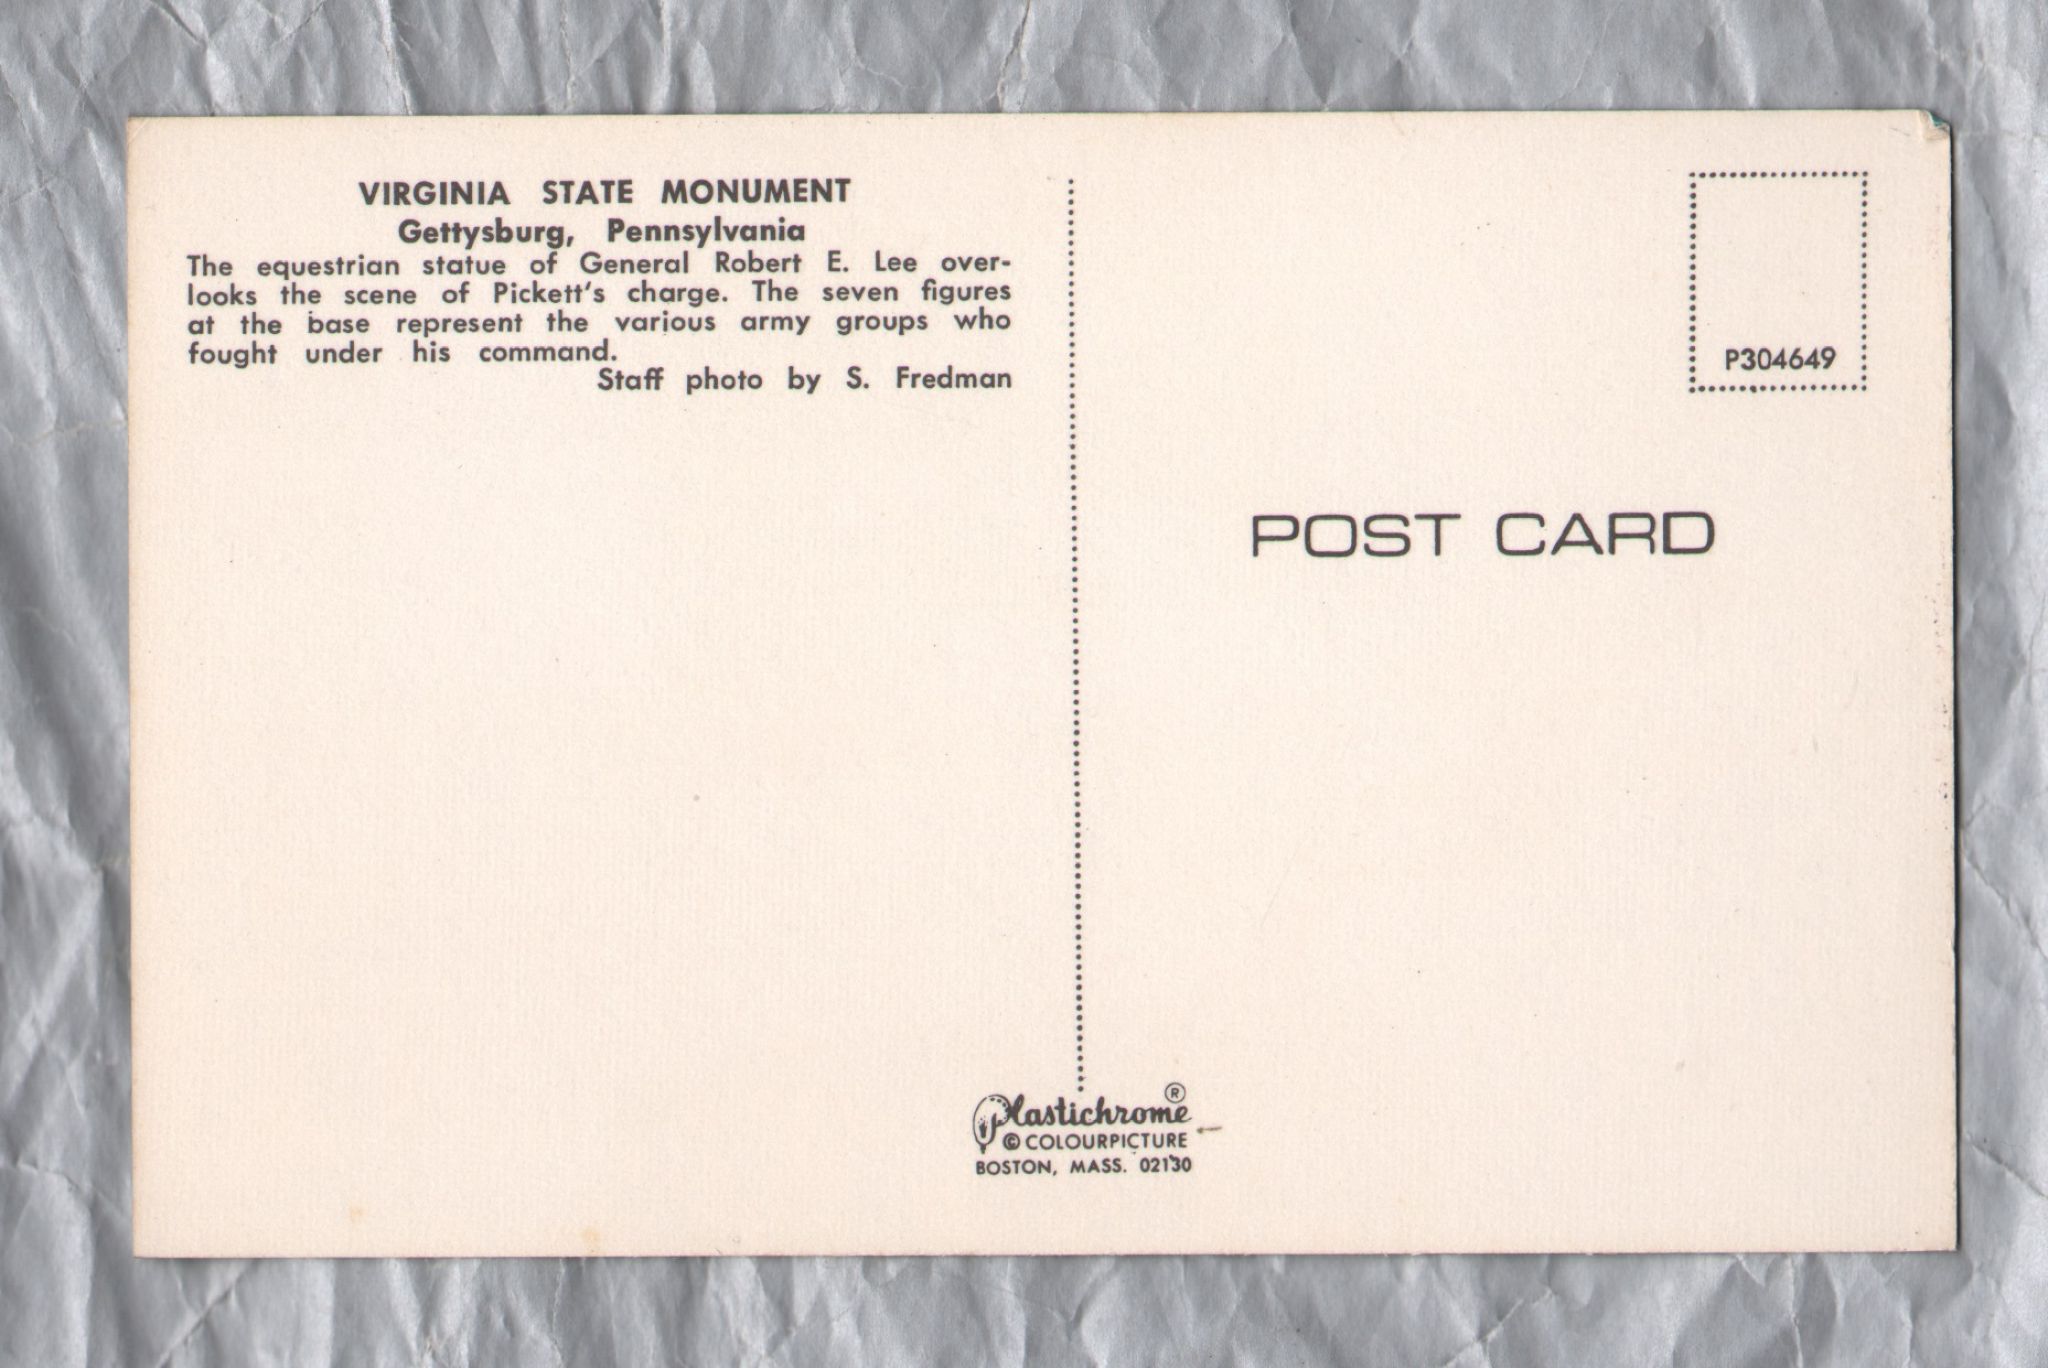 VIRGINIA STATE MONUMENT
Gettysburg, Pennsylvania
The equestrian statue of General Robert E. Lee over-
looks the scene of Pickett's charge. The seven figures
at the base represent the various army groups who
fought under his command.
Staff photo by S. Fredman
P304649
POST CARD
Plastichrome ®
© COLOURPICTURE
BOSTON, MASS. 02130